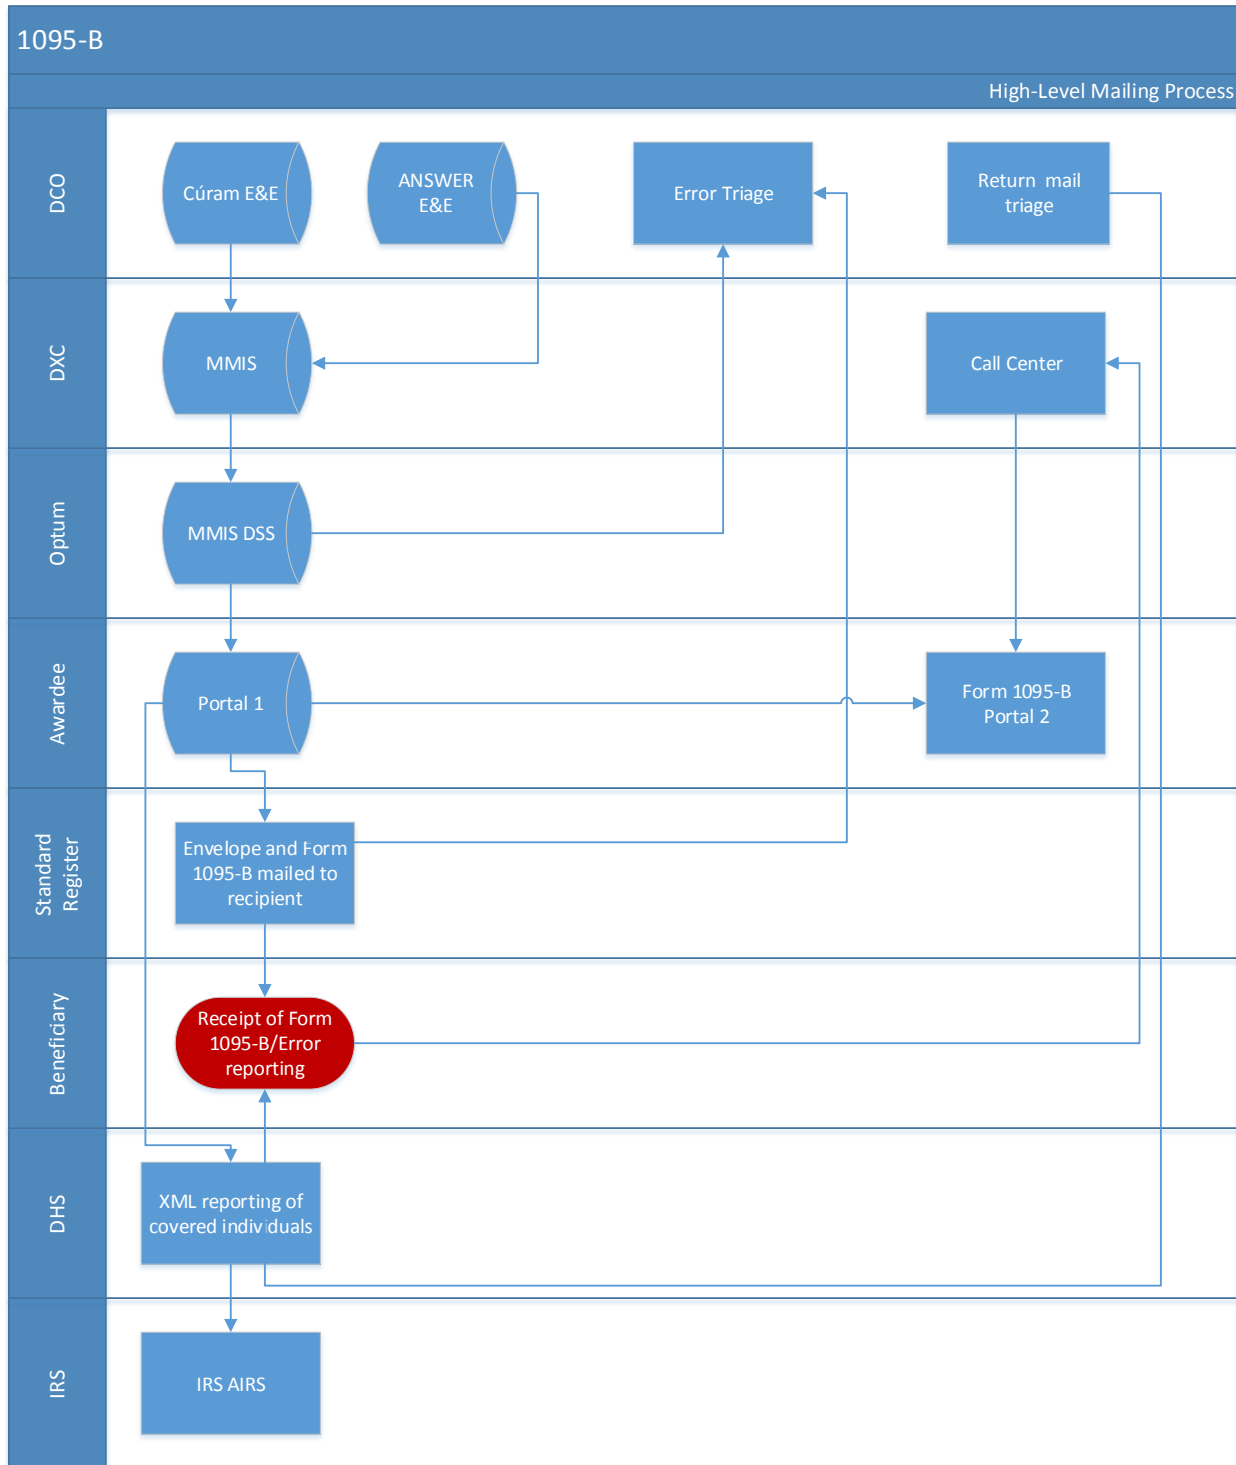 1095-B
High-Level Mailing Process
DCO
Cúram E&E
ANSWER
E&E
Error Triage
Return mail
triage
DXC
MMIS
Call Center
Optum
MMIS DSS
Awardee
Portal 1
Form 1095-B
Portal 2
Standard
Register
Envelope and Form
1095-B mailed to
recipient
Beneficiary
Receipt of Form
1095-B/Error
reporting
DHS
XML reporting of
covered individuals
IRS
IRS AIRS